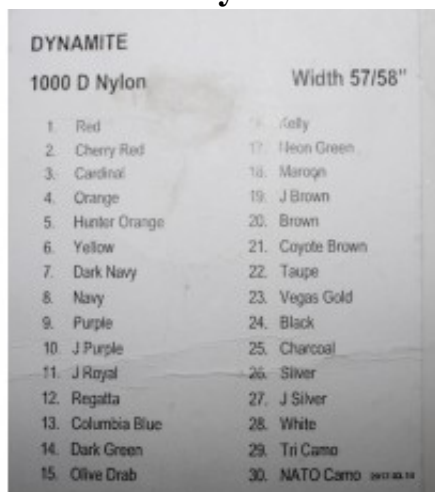 DYNAMITE
1000 D Nylon
Width 57/58"
1. Red
2. Cherry Red
3. Cardinal
4. Orange
5. Hunter Orange
6. Yellow
7. Dark Navy
8. Navy
9. Purple
10. J Purple
11. J Royal
12. Regatta
13. Columbia Blue
14. Dark Green
15. Olive Drab
16. Kelly
17. Neon Green
18. Maroon
19. J Brown
20. Brown
21. Coyote Brown
22. Taupe
23. Vegas Gold
24. Black
25. Charcoal
26. Silver
27. J Silver
28. White
29. Tri Camo
30. NATO Camo